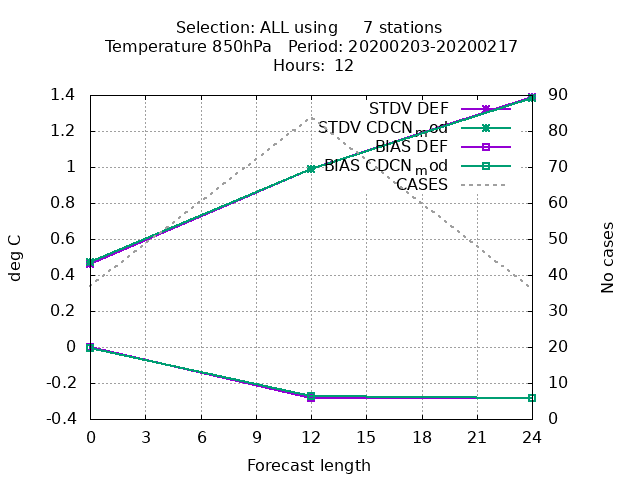 Selection: ALL using     7 stations
Temperature 850hPa   Period: 20200203-20200217
Hours:  12
1.4
1.2
1
0.8
0.6
0.4
0.2
0
-0.2
-0.4
90
80
70
60
50
40
30
20
10
0
STDV DEF
STDV CDCN_mod
BIAS DEF
BIAS CDCN_mod
CASES
deg C
No cases
0 3 6 9 12 15 18 21 24
Forecast length